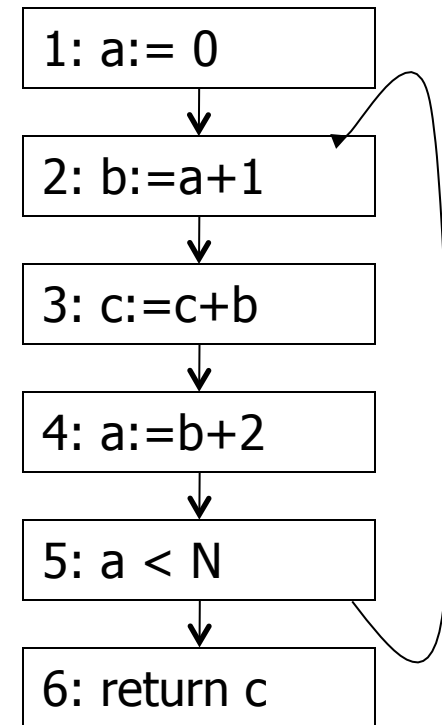 1: a:= 0
2: b:=a+1
3: c:=c+b
4: a:=b+2
5: a < N
6: return c